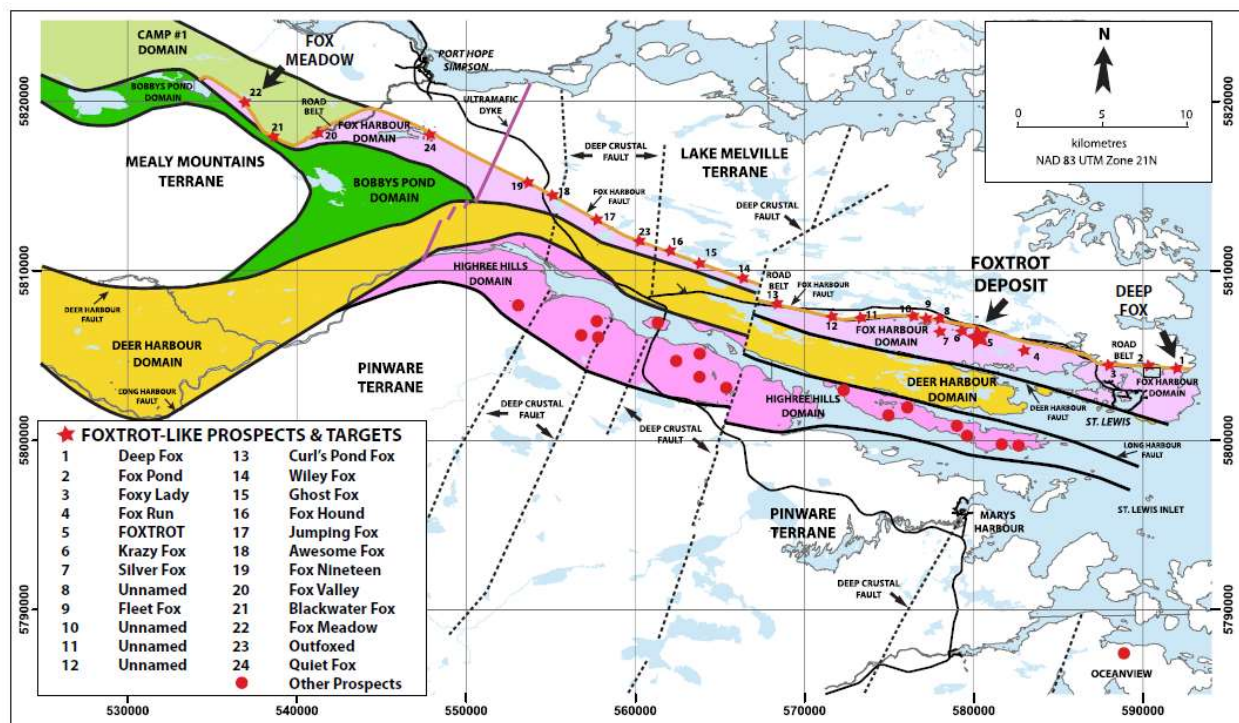 CAMP #1
DOMAIN
FOX
MEADOW
PORT HOPE
SIMPSON
N
5820000
BOBBYS POND
DOMAIN
22
ROAD
BELT
ULTRAMAFIC
DYKE
5820000
0 5 10
kilometres
NAD 83 UTM Zone 21N
21
20
FOX HARBOUR
DOMAIN
24
DEEP CRUSTAL
FAULT
LAKE MELVILLE
TERRANE
MEALY MOUNTAINS
TERRANE
BOBBYS POND
DOMAIN
19
18
FOX HARBOUR
FAULT
17
DEEP CRUSTAL
FAULT
23
16
15
14
5810000
5810000
HIGHREE HILLS
DOMAIN
ROAD
BELT
13
FOX HARBOUR
FAULT
FOXTROT
DEPOSIT
DEEP
FOX
DEER HARBOUR
FAULT
12
11
10
9
8
7
6
5
4
FOX HARBOUR
DOMAIN
ROAD
BELT
3
2
1
FOX HARBOUR
DOMAIN
DEER HARBOUR
DOMAIN
PINWARE
TERRANE
LONG HARBOUR
FAULT
DEER HARBOUR
DOMAIN
DEER HARBOUR
FAULT
ST. LEWIS
HIGHREE HILLS
DOMAIN
DEEP CRUSTAL
FAULT
DEEP CRUSTAL
FAULT
LONG HARBOUR
FAULT
5800000
5800000
ST. LEWIS INLET
PINWARE
TERRANE
MARYS
HARBOUR
DEEP CRUSTAL
FAULT
5790000
5790000
OCEANVIEW
FOXTROT-LIKE PROSPECTS & TARGETS
1 Deep Fox 13 Curl's Pond Fox
2 Fox Pond 14 Wiley Fox
3 Foxy Lady 15 Ghost Fox
4 Fox Run 16 Fox Hound
5 FOXTROT 17 Jumping Fox
6 Krazy Fox 18 Awesome Fox
7 Silver Fox 19 Fox Nineteen
8 Unnamed 20 Fox Valley
9 Fleet Fox 21 Blackwater Fox
10 Unnamed 22 Fox Meadow
11 Unnamed 23 Outfoxed
12 Unnamed 24 Quiet Fox
Other Prospects
530000 540000 550000 560000 570000 580000 590000